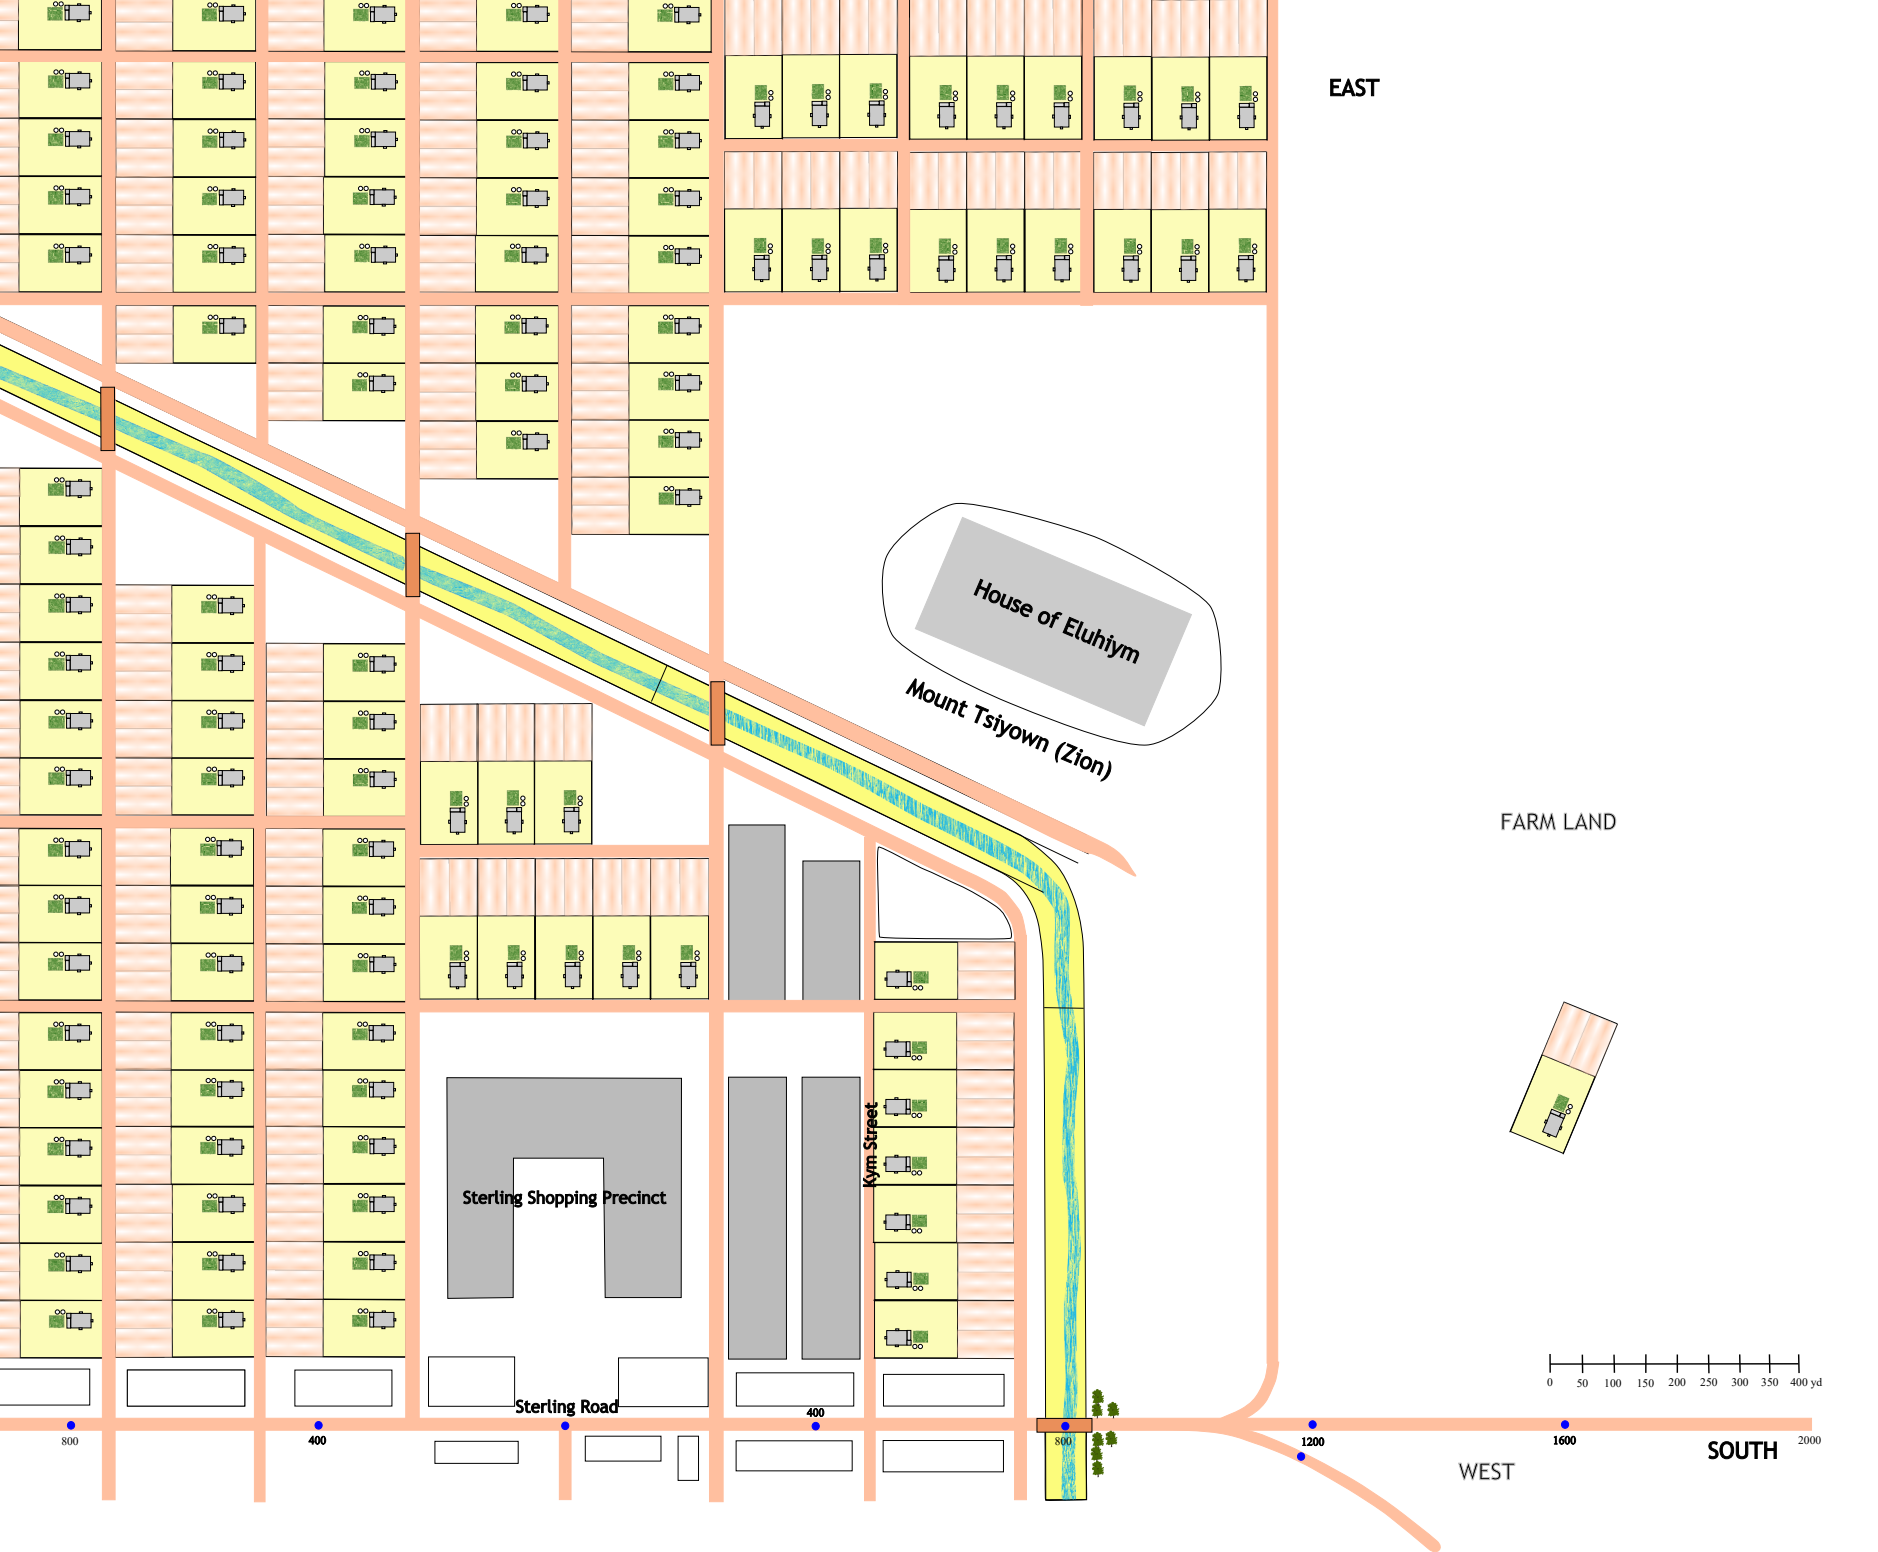 EAST
House of Eluhiym
Mount Tsiyown (Zion)
FARM LAND
Kym Street
Sterling Shopping Precinct
0 50 100 150 200 250 300 350 400 yd
Sterling Road
400
800 400 800 1200 1600 2000
SOUTH
WEST